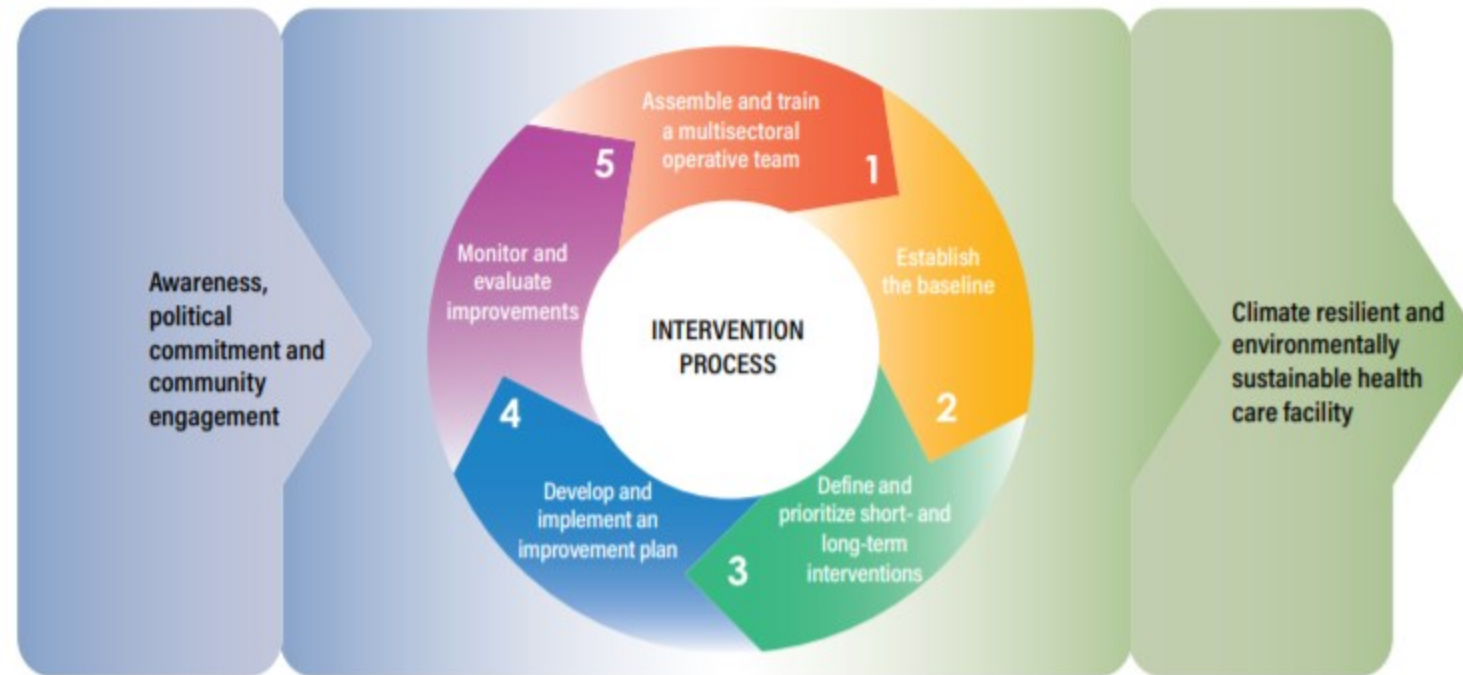 Awareness,
political
commitment and
community
engagement
INTERVENTION
PROCESS
Assemble and train
a multisectoral
operative team
1
Establish
the baseline
2
Define and
prioritize short- and
long-term
interventions
3
Develop and
implement an
improvement plan
4
Monitor and
evaluate
improvements
5
Climate resilient and
environmentally
sustainable health
care facility